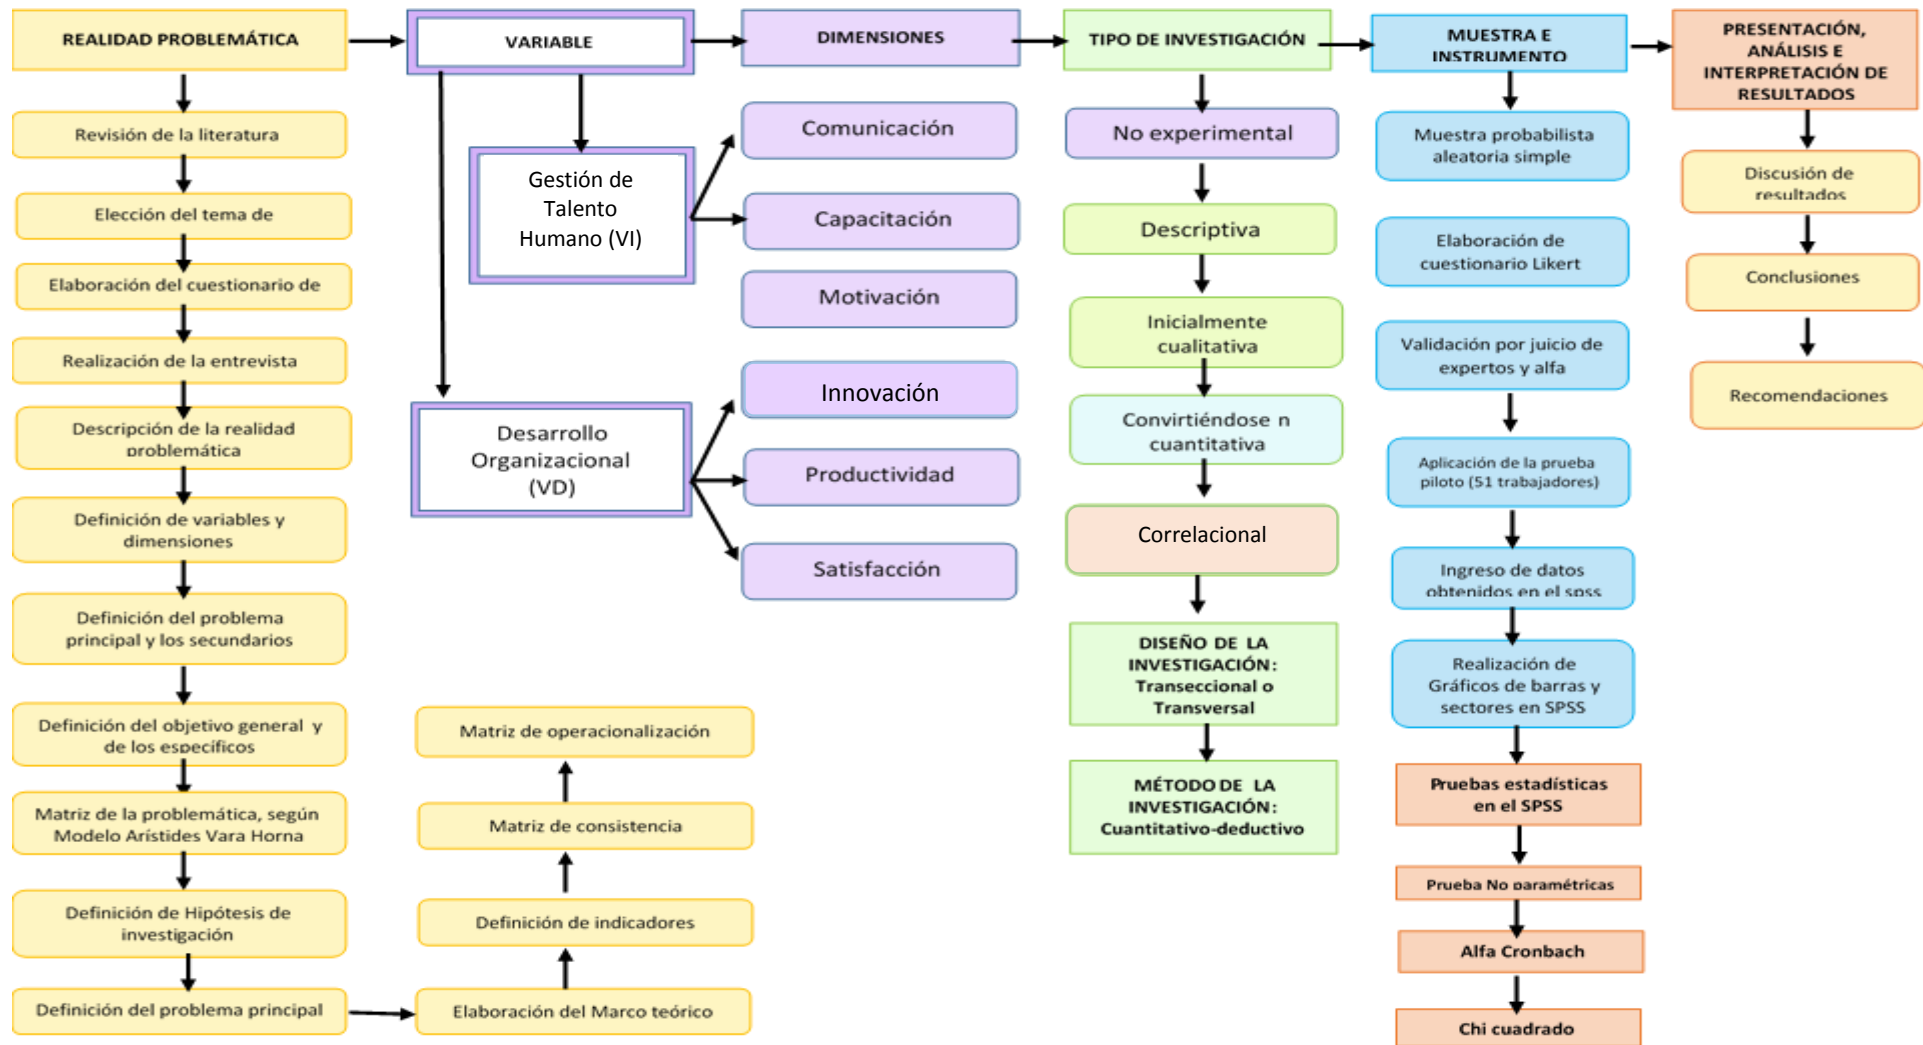 REALIDAD PROBLEMÁTICA
Revisión de la literatura
Elección del tema de
Elaboración del cuestionario de
Realización de la entrevista
Descripción de la realidad
problemática
Definición de variables y
dimensiones
Definición del problema
principal y los secundarios
Definición del objetivo general y
de los específicos
Matriz de la problemática, según
Modelo Arístides Vara Horna
Definición de Hipótesis de
investigación
Definición del problema principal
Elaboración del Marco teórico
Definición de indicadores
Matriz de consistencia
Matriz de operacionalización
VARIABLE
Gestión de
Talento
Humano (VI)
Desarrollo
Organizacional
(VD)
DIMENSIONES
Comunicación
Capacitación
Motivación
Innovación
Productividad
Satisfacción
TIPO DE INVESTIGACIÓN
No experimental
Descriptiva
Inicialmente
cualitativa
Convirtiéndose n
cuantitativa
Correlacional
DISEÑO DE LA
INVESTIGACIÓN:
Transeccional o
Transversal
MÉTODO DE LA
INVESTIGACIÓN:
Cuantitativo-deductivo
MUESTRA E
INSTRUMENTO
Muestra probabilista
aleatoria simple
Elaboración de
cuestionario Likert
Validación por juicio de
expertos y alfa
Aplicación de la prueba
piloto (51 trabajadores)
Ingreso de datos
obtenidos en el spss
Realización de
Gráficos de barras y
sectores en SPSS
Pruebas estadísticas
en el SPSS
Prueba No paramétricas
Alfa Cronbach
Chi cuadrado
PRESENTACIÓN,
ANÁLISIS E
INTERPRETACIÓN DE
RESULTADOS
Discusión de
resultados
Conclusiones
Recomendaciones